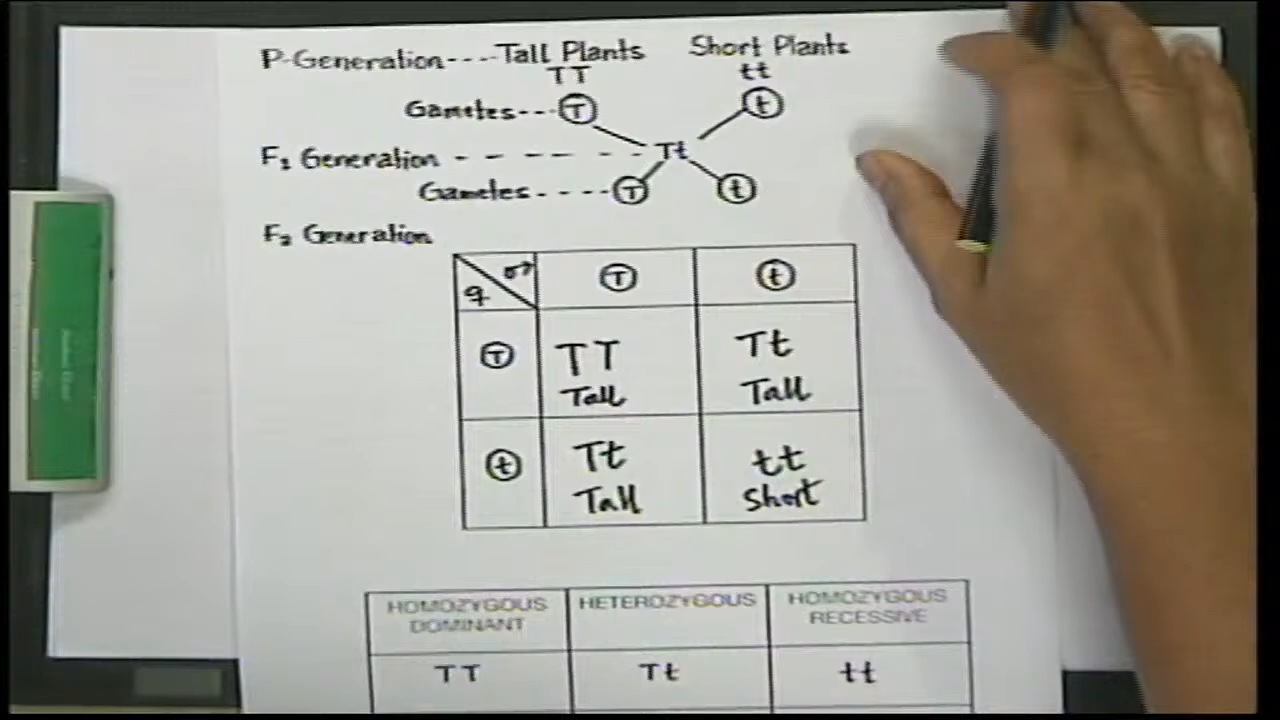 P-Generation----Tall Plants Short Plants
TT tt
Gametes---T t
F₁ Generation - - - - - - Tt
Gametes----T t
F₂ Generation
♀ ♂ T t
T TT Tt
Tall Tall
t Tt tt
Tall Short
HOMOZYGOUS DOMINANT HETEROZYGOUS HOMOZYGOUS RECESSIVE
TT Tt tt